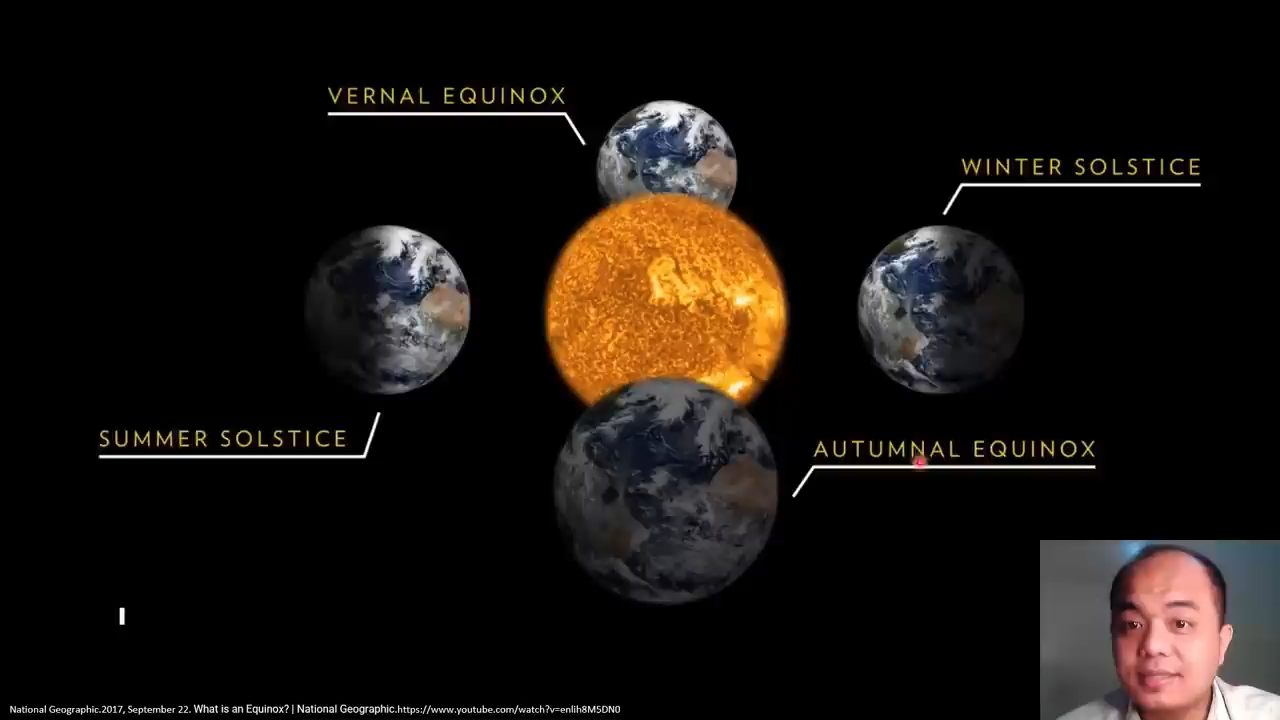 VERNAL EQUINOX
WINTER SOLSTICE
SUMMER SOLSTICE
AUTUMNAL EQUINOX
National Geographic.2017, September 22. What is an Equinox? | National Geographic.https://www.youtube.com/watch?v=enlih8M5DN0